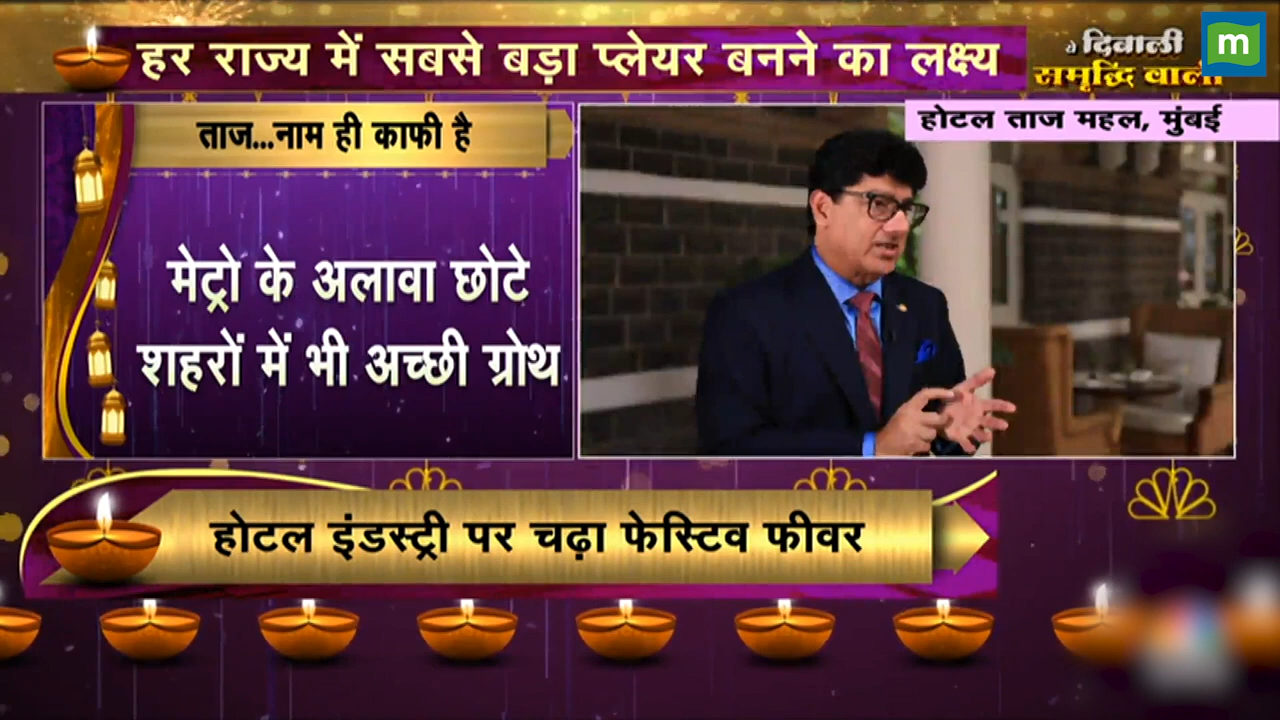 हर राज्य में सबसे बड़ा प्लेयर बनने का लक्ष्य
ये दिवाली
समृद्धि वाली
m
ताज...नाम ही काफी है
होटल ताज महल, मुंबई
मेट्रो के अलावा छोटे
शहरों में भी अच्छी ग्रोथ
होटल इंडस्ट्री पर चढ़ा फेस्टिव फीवर